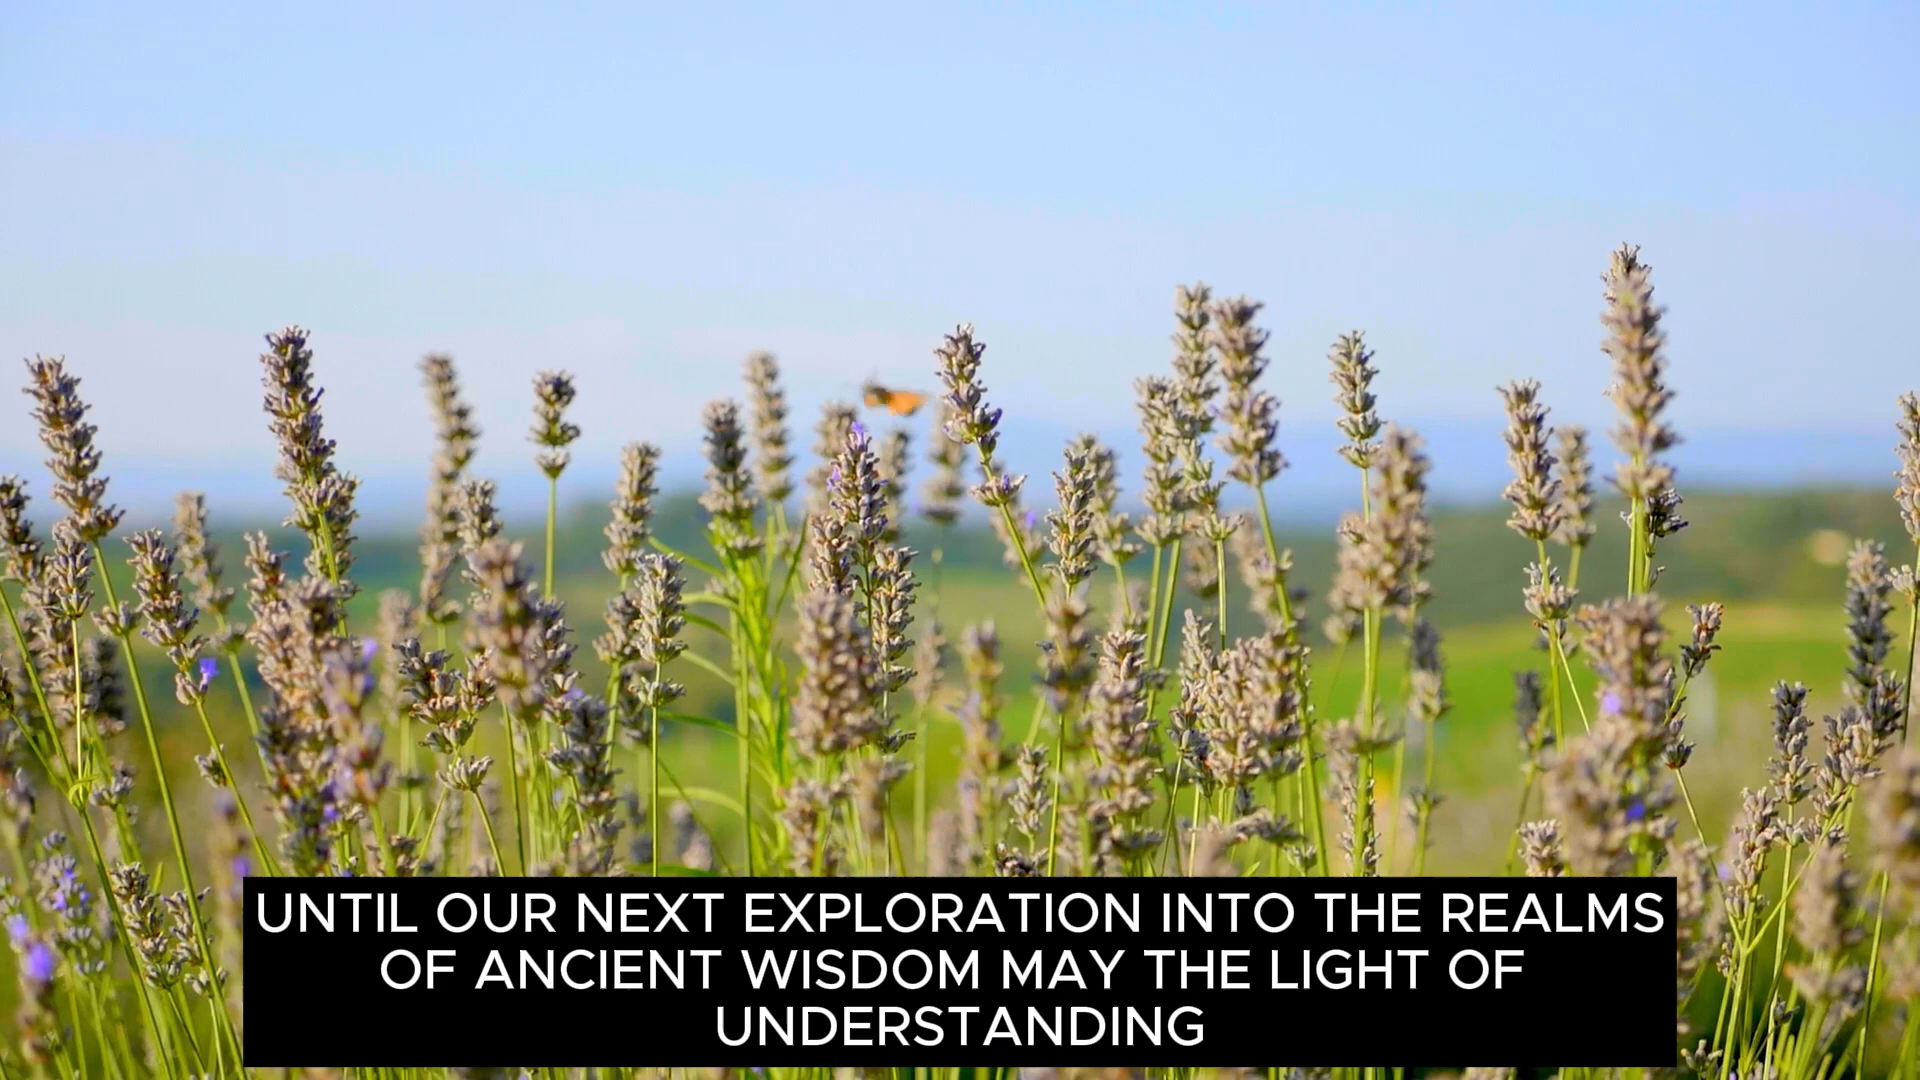 UNTIL OUR NEXT EXPLORATION INTO THE REALMS
OF ANCIENT WISDOM MAY THE LIGHT OF
UNDERSTANDING